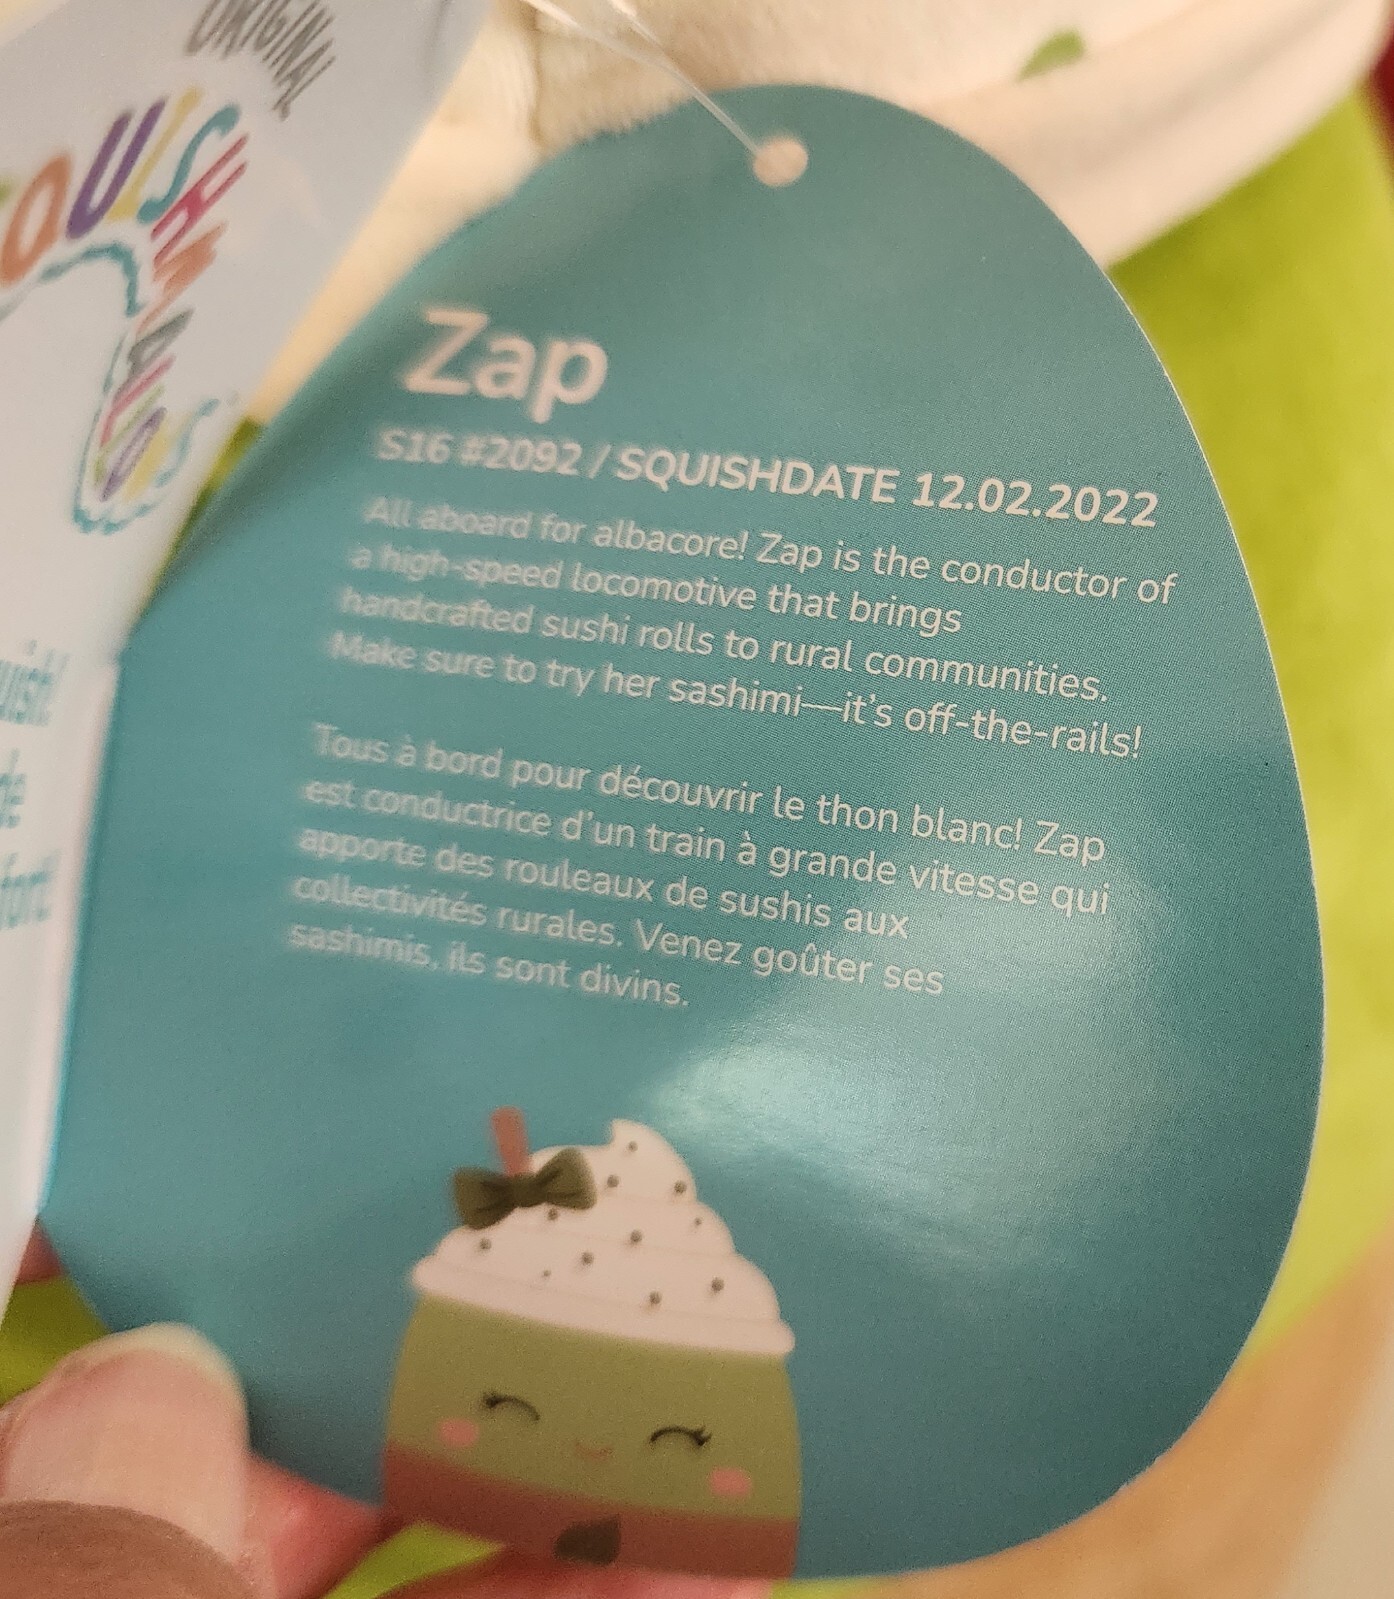 ORIGINAL
SQUISHMALLOWS
Zap
S16 #2092 / SQUISHDATE 12.02.2022
All aboard for albacore! Zap is the conductor of
a high-speed locomotive that brings
handcrafted sushi rolls to rural communities.
Make sure to try her sashimi—it's off-the-rails!
Tous à bord pour découvrir le thon blanc! Zap
est conductrice d'un train à grande vitesse qui
apporte des rouleaux de sushis aux
collectivités rurales. Venez goûter ses
sashimis, ils sont divins.